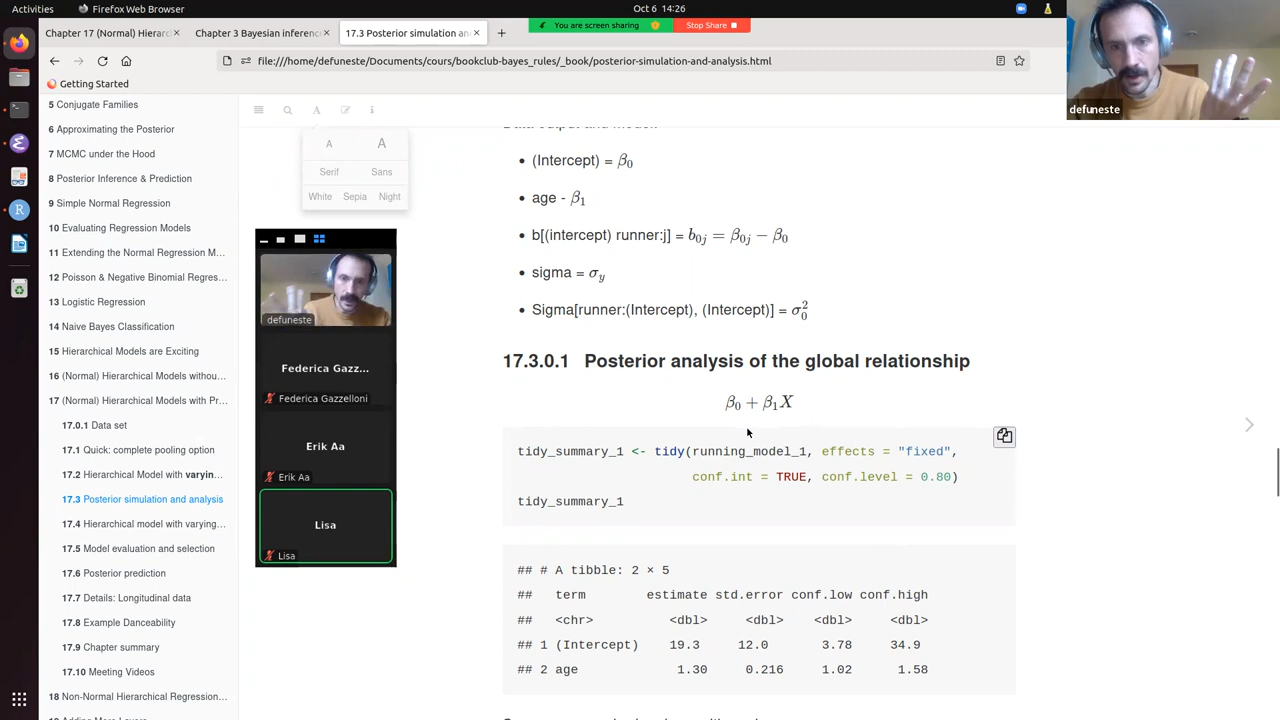 Activities
Firefox Web Browser
Oct 6 14:26
You are screen sharing
Stop Share
Chapter 17 (Normal) Hierarc
Chapter 3 Bayesian inferenc
17.3 Posterior simulation an
file:///home/defuneste/Documents/cours/bookclub-bayes_rules/_book/posterior-simulation-and-analysis.html
Getting Started
defuneste
5 Conjugate Families
6 Approximating the Posterior
7 MCMC under the Hood
8 Posterior Inference & Prediction
9 Simple Normal Regression
10 Evaluating Regression Models
11 Extending the Normal Regression M…
12 Poisson & Negative Binomial Regres…
13 Logistic Regression
14 Naive Bayes Classification
15 Hierarchical Models are Exciting
16 (Normal) Hierarchical Models withou…
17 (Normal) Hierarchical Models with Pr…
17.0.1 Data set
17.1 Quick: complete pooling option
17.2 Hierarchical Model with varyin…
17.3 Posterior simulation and analysis
17.4 Hierarchical model with varying…
17.5 Model evaluation and selection
17.6 Posterior prediction
17.7 Details: Longitudinal data
17.8 Example Danceability
17.9 Chapter summary
17.10 Meeting Videos
18 Non-Normal Hierarchical Regression…
A
A A
Serif Sans
White Sepia Night
defuneste
Federica Gazz...
Federica Gazzelloni
Erik Aa
Erik Aa
Lisa
Lisa
• (Intercept) = β₀
• age - β₁
• b[(intercept) runner:j] = b₀ⱼ = β₀ⱼ − β₀
• sigma = σ_y
• Sigma[runner:(Intercept), (Intercept)] = σ₀²
17.3.0.1 Posterior analysis of the global relationship
β₀ + β₁X
tidy_summary_1 <- tidy(running_model_1, effects = "fixed",
conf.int = TRUE, conf.level = 0.80)
tidy_summary_1
## # A tibble: 2 × 5
## term estimate std.error conf.low conf.high
## <chr> <dbl> <dbl> <dbl> <dbl>
## 1 (Intercept) 19.3 12.0 3.78 34.9
## 2 age 1.30 0.216 1.02 1.58